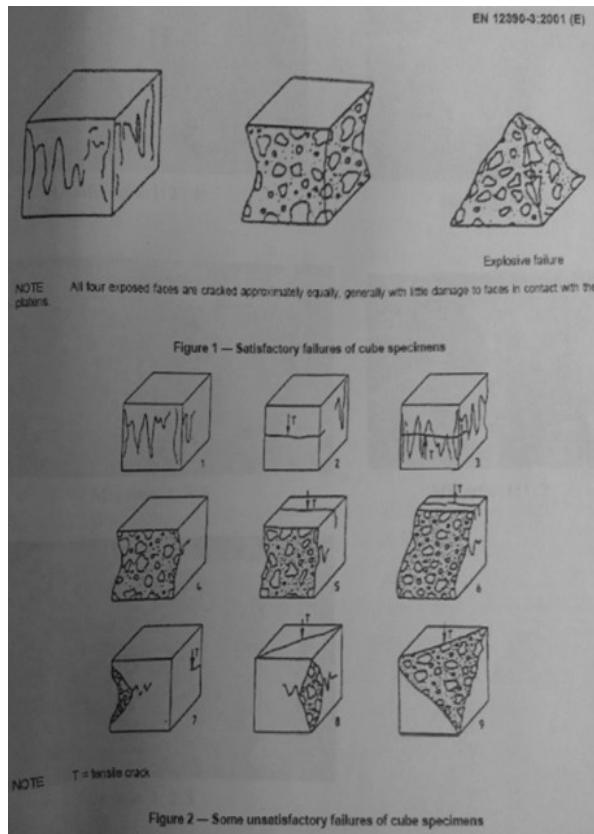 EN 12390-3:2001 (E)
Explosive failure
NOTE All four exposed faces are cracked approximately equally, generally with little damage to faces in contact with the
platens.
Figure 1 — Satisfactory failures of cube specimens
T
T
1
2
3
T
T
4
5
6
T
T
T
7
8
9
NOTE T = tensile crack
Figure 2 — Some unsatisfactory failures of cube specimens